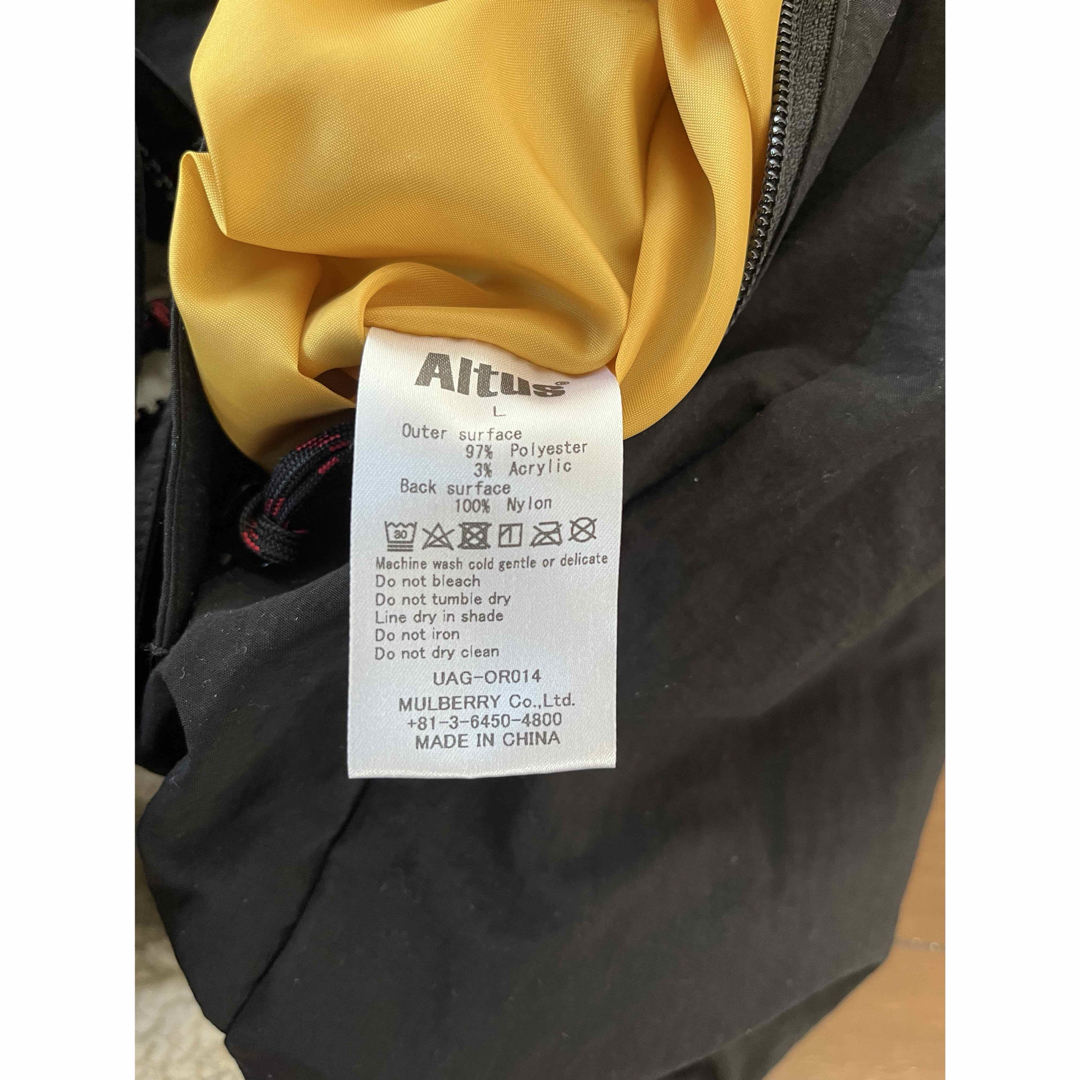 Altus®
L
Outer surface
97% Polyester
3% Acrylic
Back surface
100% Nylon
30
Machine wash cold gentle or delicate
Do not bleach
Do not tumble dry
Line dry in shade
Do not iron
Do not dry clean
UAG-OR014
MULBERRY Co.,Ltd.
+81-3-6450-4800
MADE IN CHINA